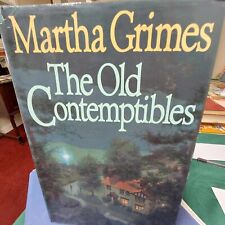 Martha Grimes
The Old
Contemptibles